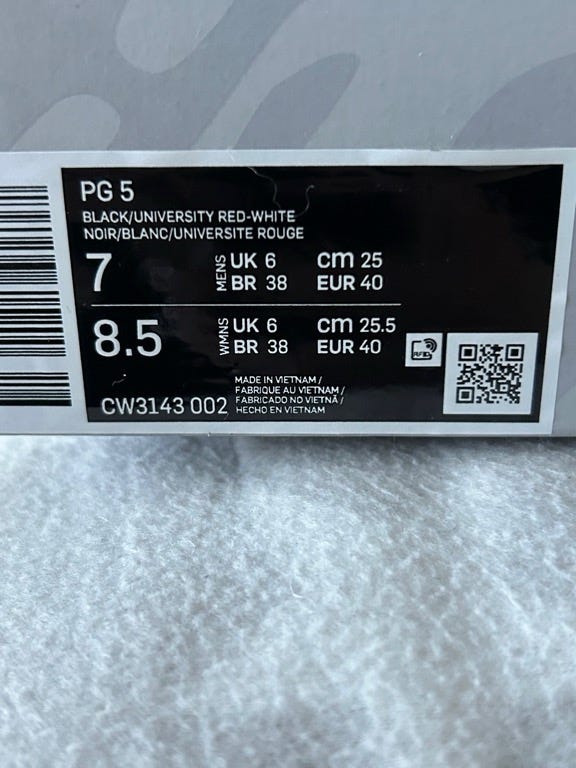 PG 5
BLACK/UNIVERSITY RED-WHITE
NOIR/BLANC/UNIVERSITE ROUGE
7 MENS UK 6 cm 25
BR 38 EUR 40
8.5 WMNS UK 6 cm 25.5
BR 38 EUR 40
RFID
MADE IN VIETNAM /
FABRIQUE AU VIETNAM /
FABRICADO NO VIETNÃ /
HECHO EN VIETNAM
CW3143 002